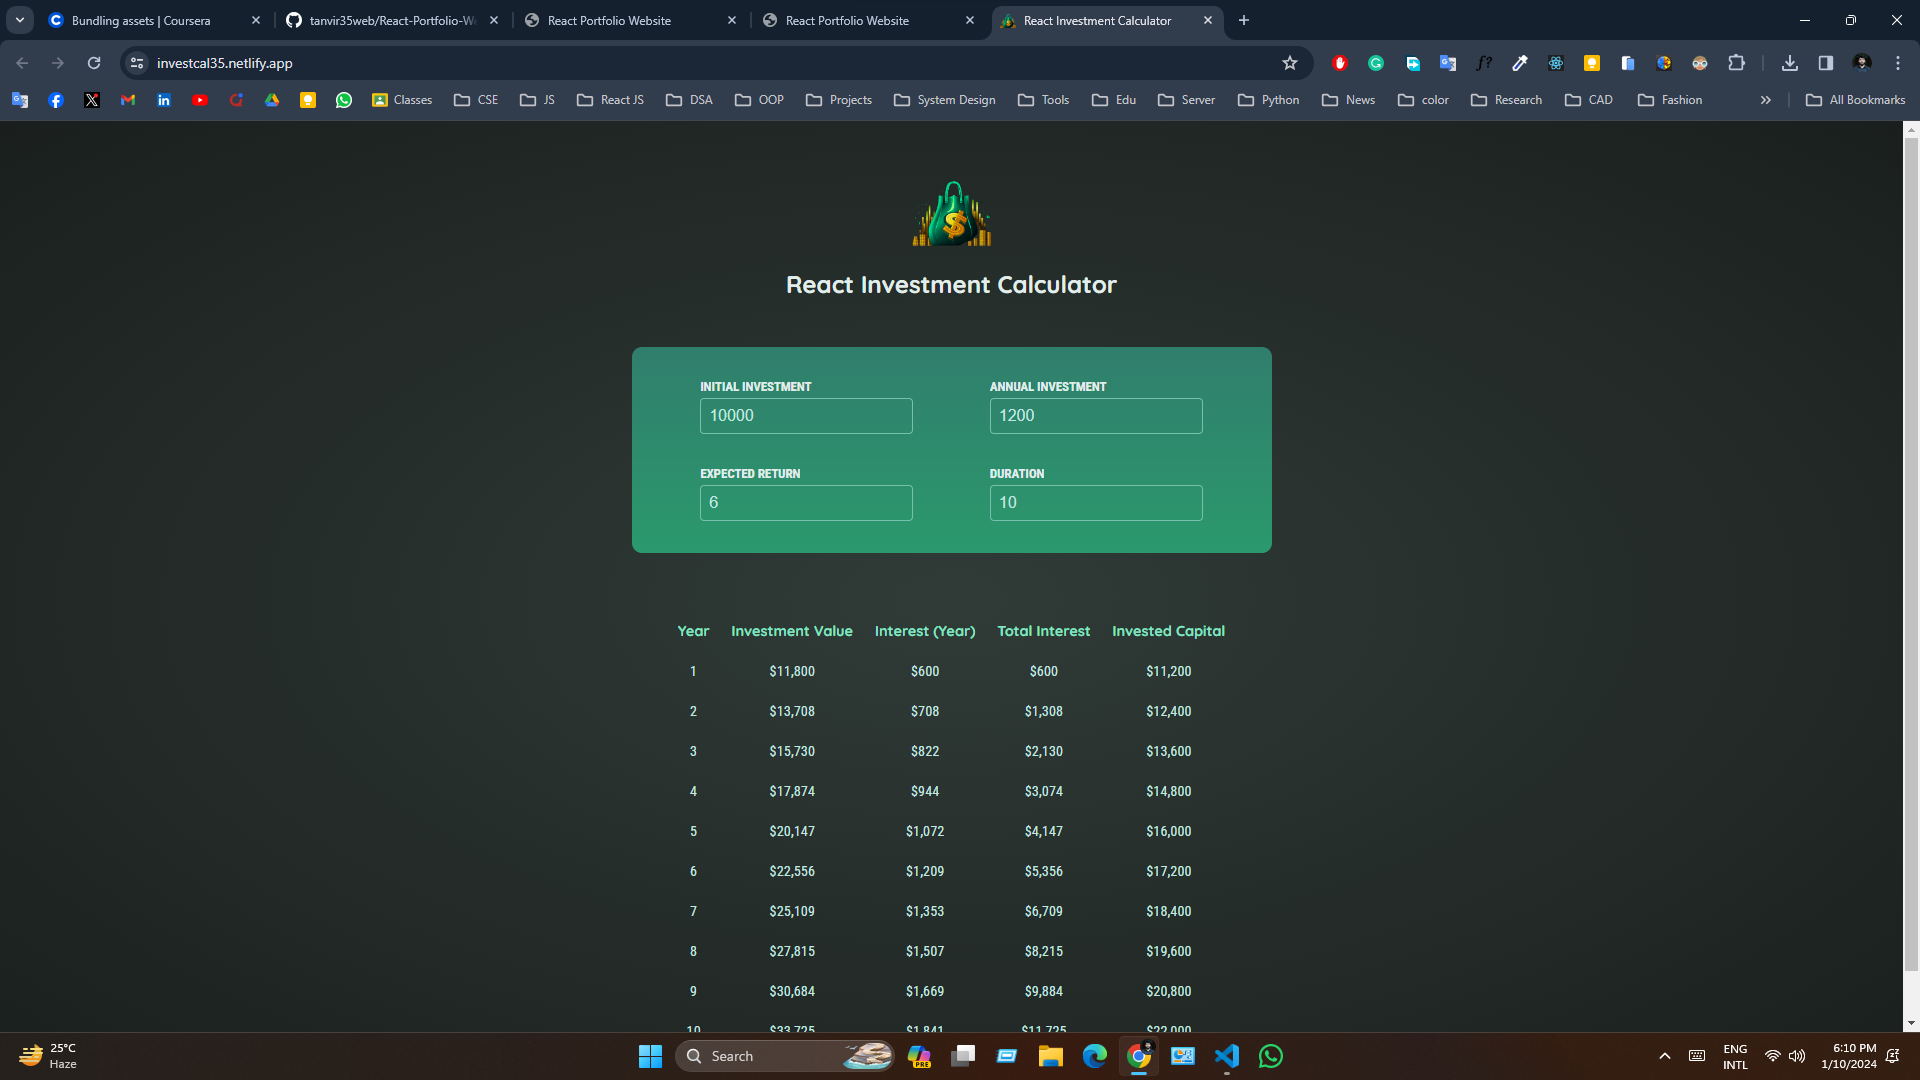 Bundling assets | Coursera
tanvir35web/React-Portfolio-We
React Portfolio Website
React Portfolio Website
React Investment Calculator
investcal35.netlify.app
Classes CSE JS React JS DSA OOP Projects System Design Tools Edu Server Python News color Research CAD Fashion All Bookmarks
React Investment Calculator
INITIAL INVESTMENT ANNUAL INVESTMENT
10000 1200
EXPECTED RETURN DURATION
6 10
Year Investment Value Interest (Year) Total Interest Invested Capital
1 $11,800 $600 $600 $11,200
2 $13,708 $708 $1,308 $12,400
3 $15,730 $822 $2,130 $13,600
4 $17,874 $944 $3,074 $14,800
5 $20,147 $1,072 $4,147 $16,000
6 $22,556 $1,209 $5,356 $17,200
7 $25,109 $1,353 $6,709 $18,400
8 $27,815 $1,507 $8,215 $19,600
9 $30,684 $1,669 $9,884 $20,800
10 $33,725 $1,841 $11,725 $22,000
25°C
Haze
Search
PRE
ENG
INTL
6:10 PM
1/10/2024